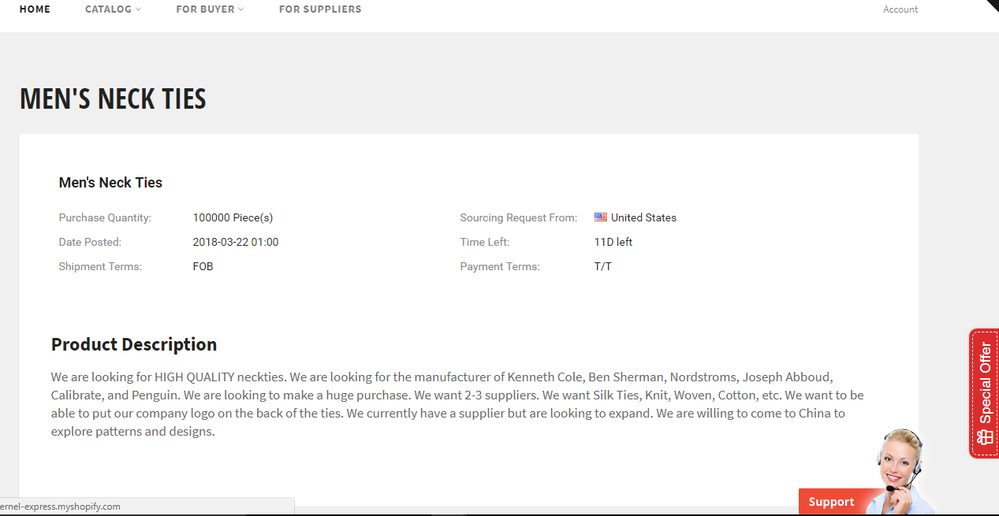 HOME CATALOG FOR BUYER FOR SUPPLIERS Account
MEN'S NECK TIES
Men's Neck Ties
Purchase Quantity: 100000 Piece(s) Sourcing Request From: United States
Date Posted: 2018-03-22 01:00 Time Left: 11D left
Shipment Terms: FOB Payment Terms: T/T
Product Description
We are looking for HIGH QUALITY neckties. We are looking for the manufacturer of Kenneth Cole, Ben Sherman, Nordstroms, Joseph Abboud,
Calibrate, and Penguin. We are looking to make a huge purchase. We want 2-3 suppliers. We want Silk Ties, Knit, Woven, Cotton, etc. We want to be
able to put our company logo on the back of the ties. We currently have a supplier but are looking to expand. We are willing to come to China to
explore patterns and designs.
Special Offer
Support
ernel-express.myshopify.com